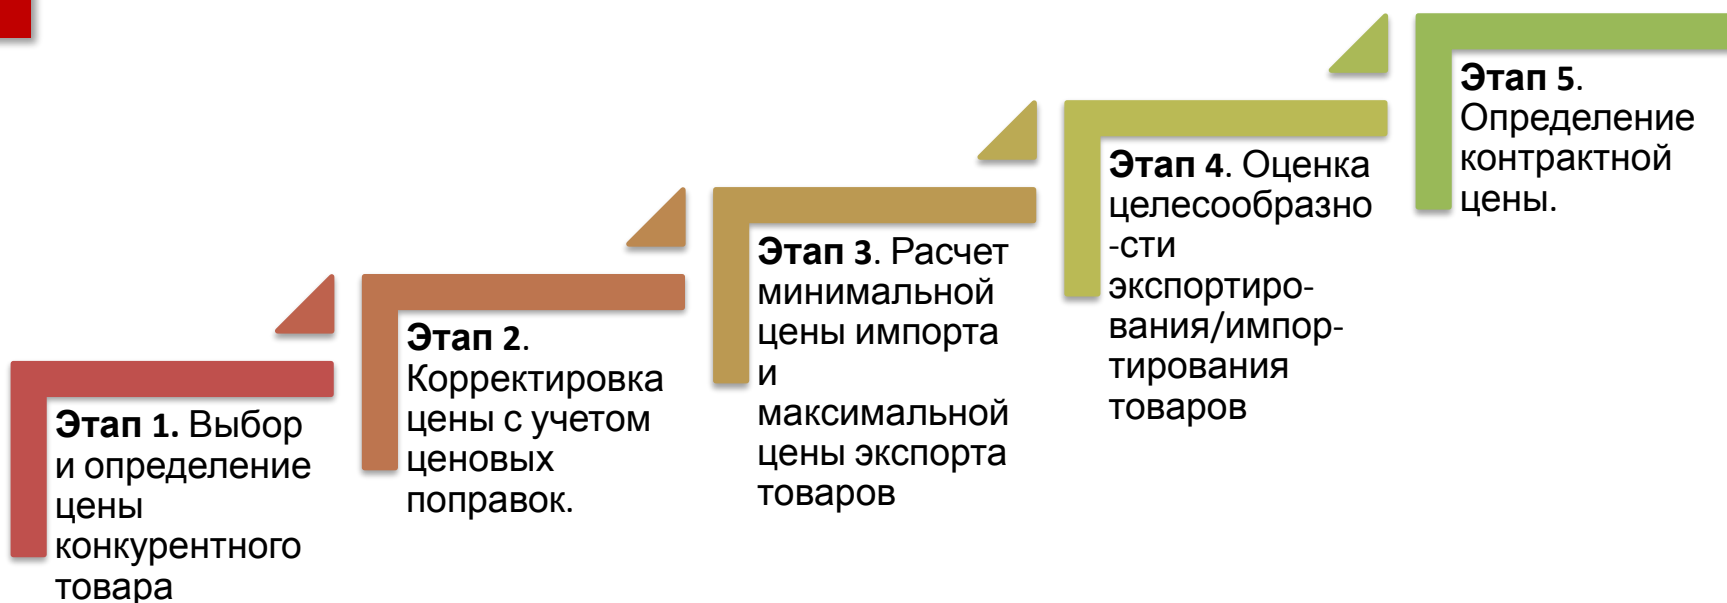 Этап 1. Выбор
и определение
цены
конкурентного
товара
Этап 2.
Корректировка
цены с учетом
ценовых
поправок.
Этап 3. Расчет
минимальной
цены импорта
и
максимальной
цены экспорта
товаров
Этап 4. Оценка
целесообразно
-сти
экспортиро-
вания/импор-
тирования
товаров
Этап 5.
Определение
контрактной
цены.